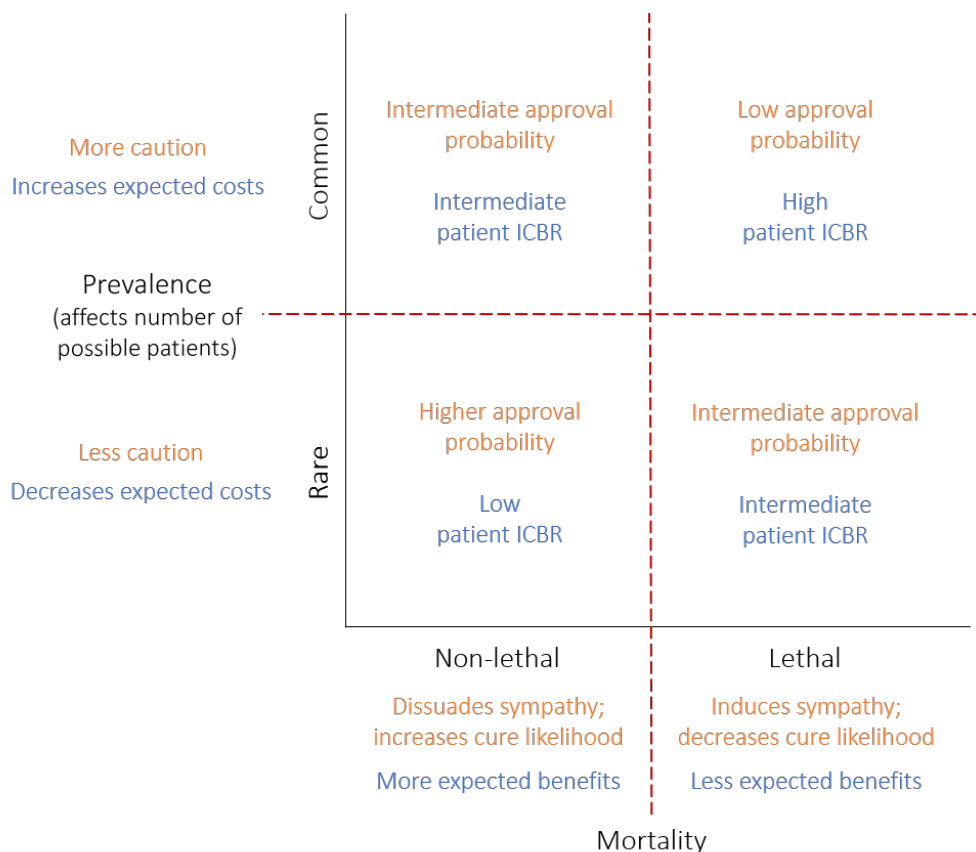 More caution
Increases expected costs
Prevalence
(affects number of
possible patients)
Less caution
Decreases expected costs
Common
Rare
Intermediate approval
probability
Intermediate
patient ICBR
Low approval
probability
High
patient ICBR
Higher approval
probability
Low
patient ICBR
Intermediate approval
probability
Intermediate
patient ICBR
Non-lethal
Dissuades sympathy;
increases cure likelihood
More expected benefits
Lethal
Induces sympathy;
decreases cure likelihood
Less expected benefits
Mortality